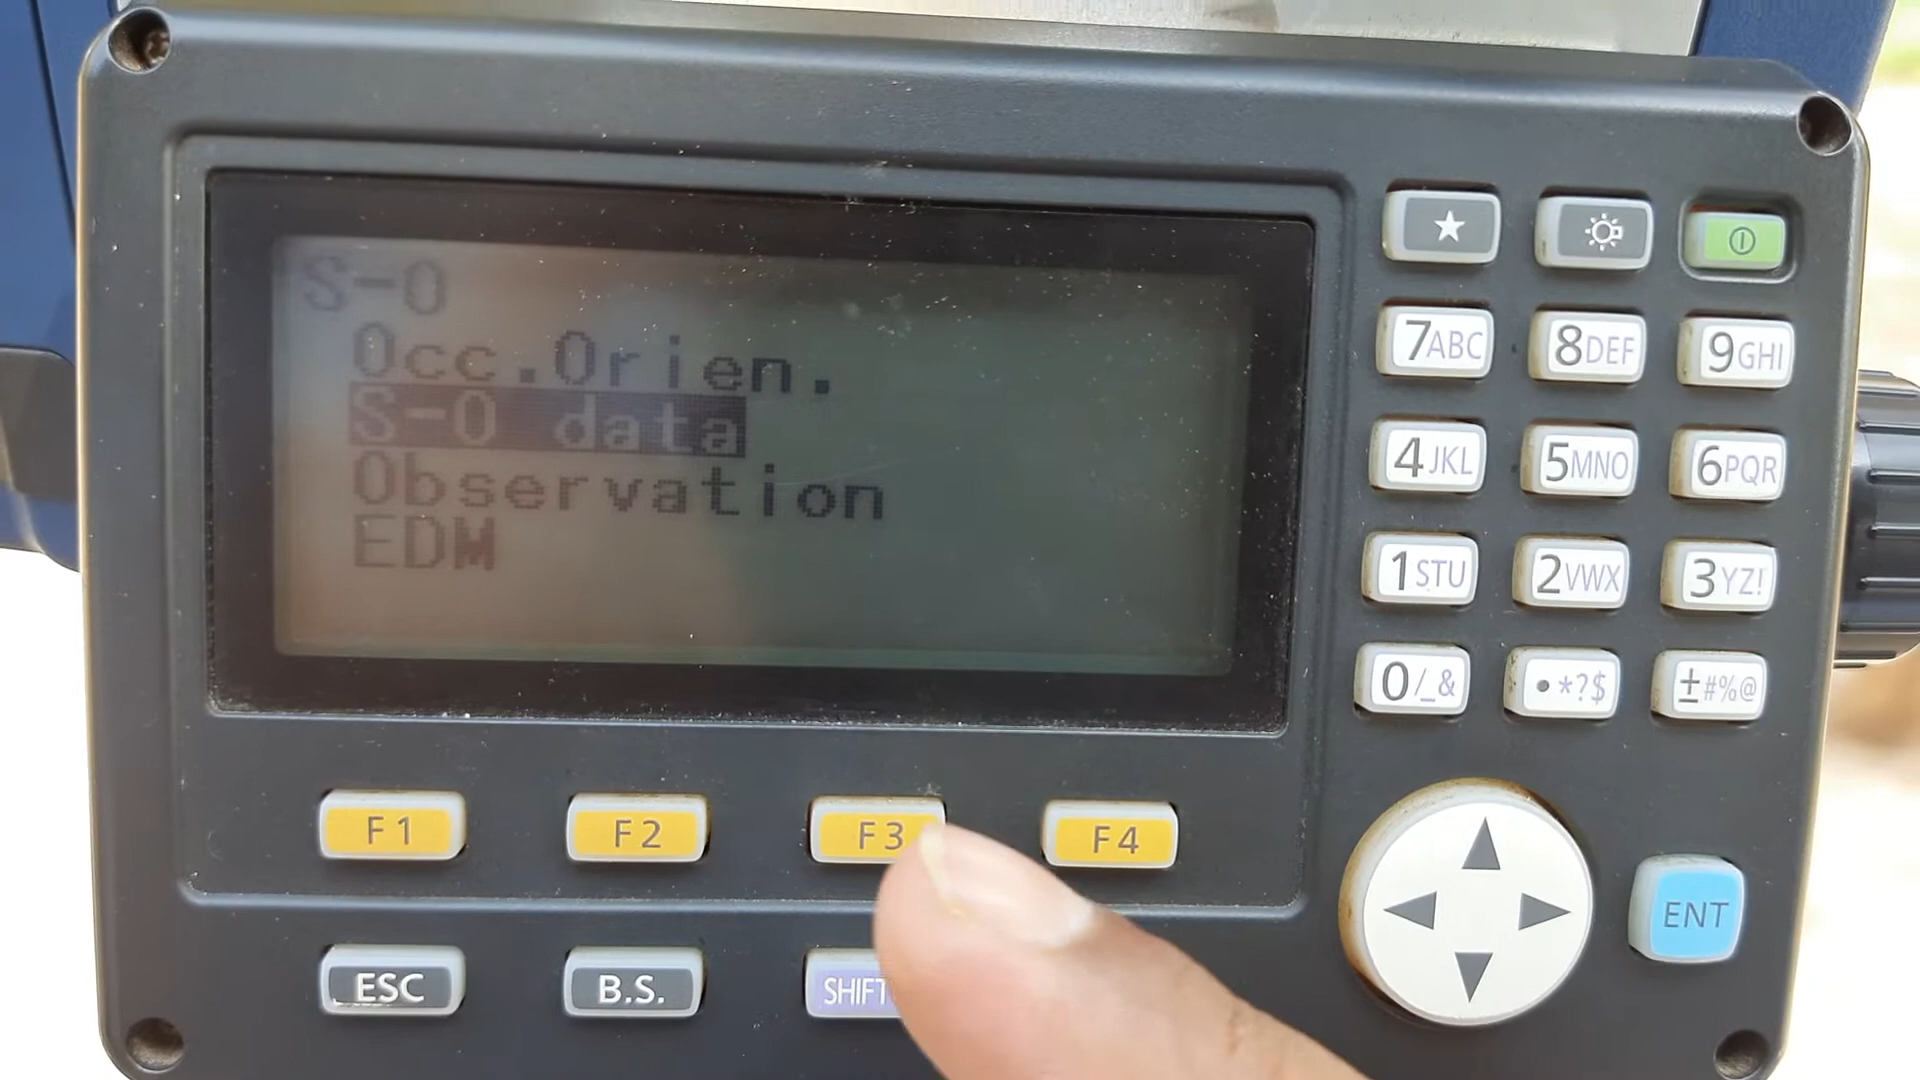 S-O
Occ.Orien.
S-O data
Observation
EDM
7ABC 8DEF 9GHI
4JKL 5MNO 6PQR
1STU 2VWX 3YZ!
0/_& •*?$ ±#%@
F1 F2 F3 F4
ENT
ESC B.S. SHIFT